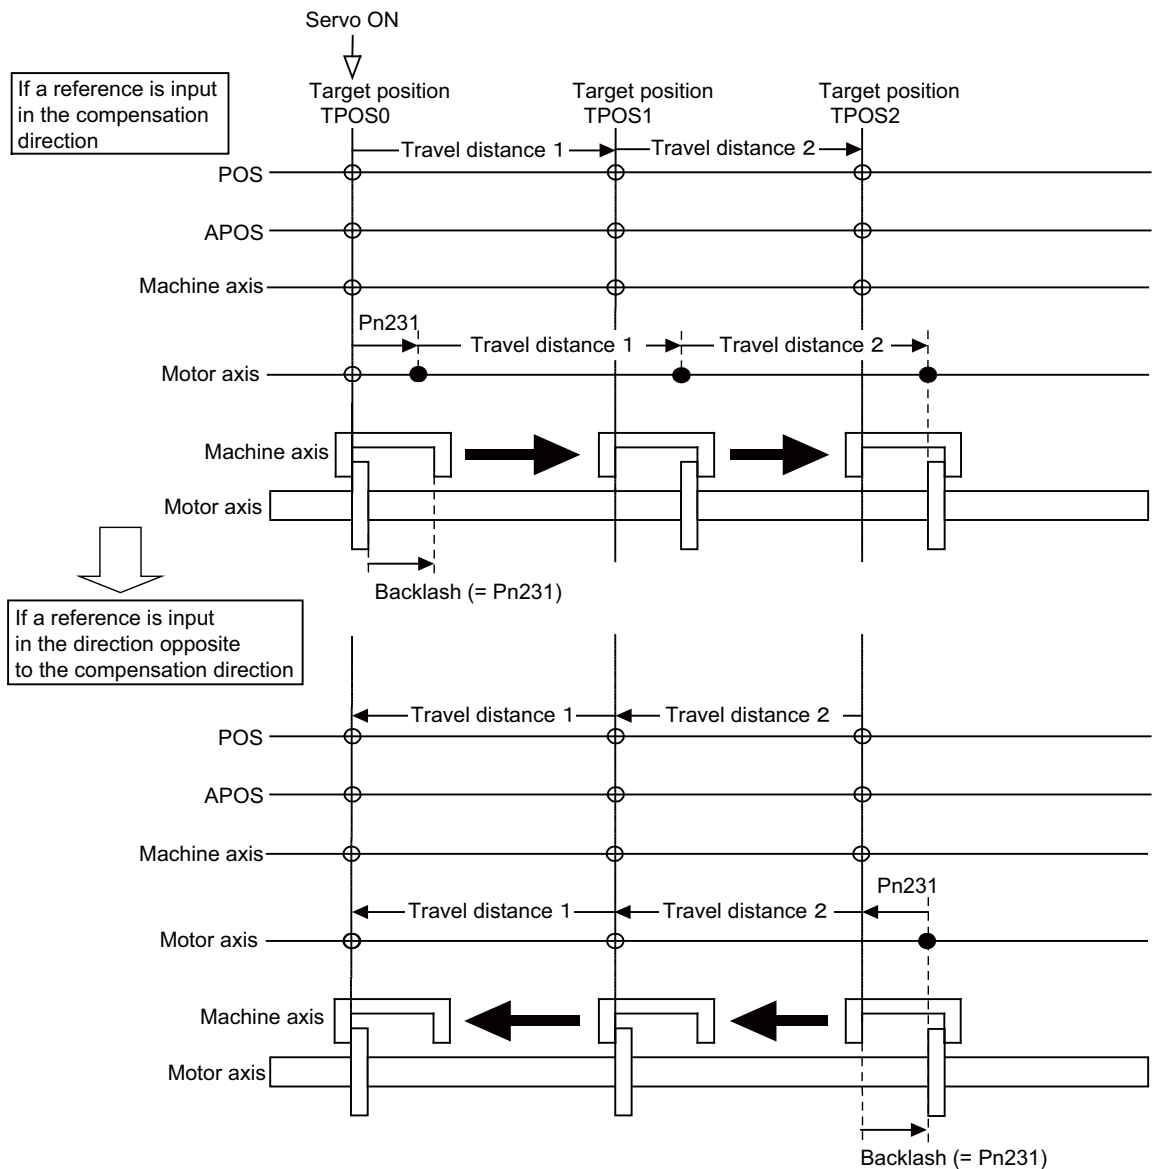 Servo ON
If a reference is input
in the compensation
direction
Target position
TPOS0
Target position
TPOS1
Target position
TPOS2
Travel distance 1
Travel distance 2
POS
APOS
Machine axis
Pn231
Travel distance 1
Travel distance 2
Motor axis
Machine axis
Motor axis
Backlash (= Pn231)
If a reference is input
in the direction opposite
to the compensation direction
Travel distance 1
Travel distance 2
POS
APOS
Machine axis
Pn231
Travel distance 1
Travel distance 2
Motor axis
Machine axis
Motor axis
Backlash (= Pn231)